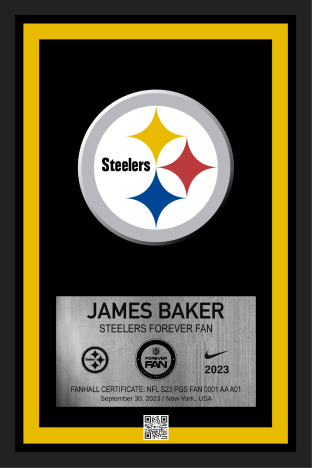 Steelers
JAMES BAKER
STEELERS FOREVER FAN
FOREVER
FAN
2023
FANHALL CERTIFICATE: NFL S23 PGS FAN 0001 AA A01
September 30, 2023 / New YorK, USA